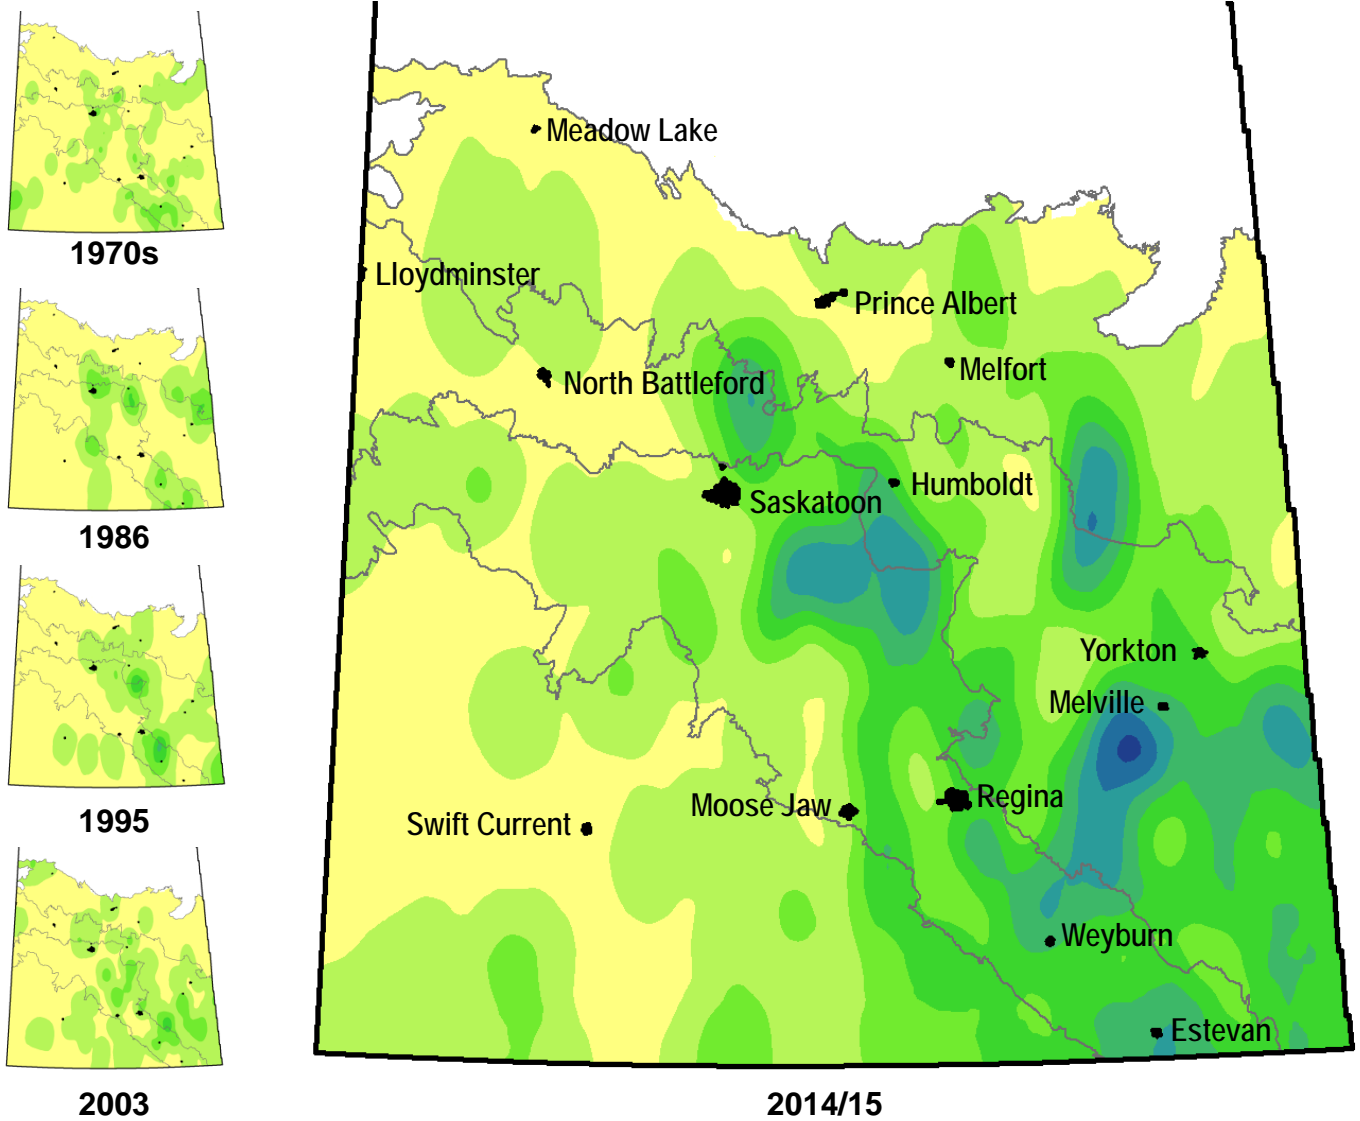 1970s
1986
1995
2003
Meadow Lake
Lloydminster
Prince Albert
Melfort
North Battleford
Humboldt
Saskatoon
Yorkton
Melville
Regina
Moose Jaw
Swift Current
Weyburn
Estevan
2014/15